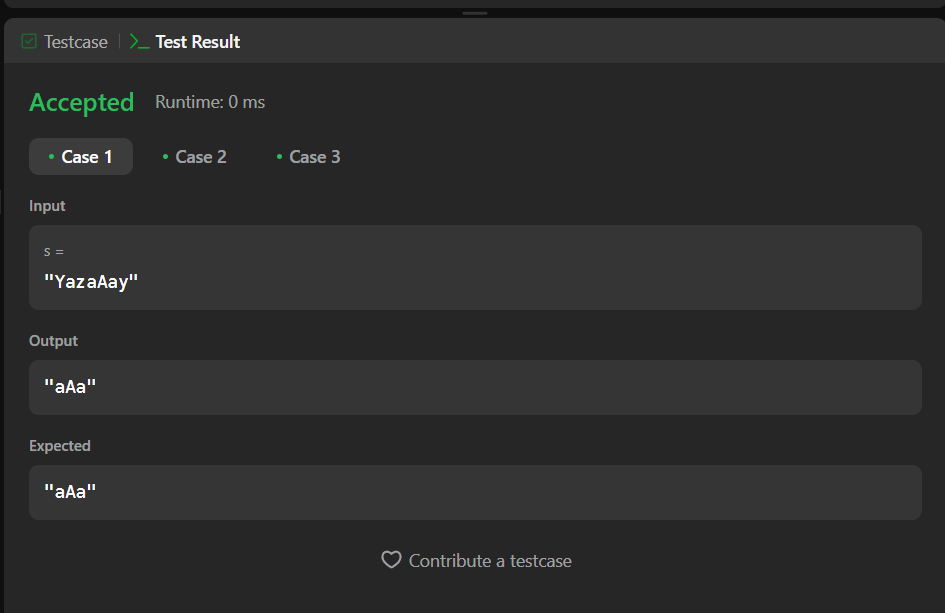 Testcase | >_ Test Result
Accepted Runtime: 0 ms
• Case 1 • Case 2 • Case 3
Input
s =
"YazaAay"
Output
"aAa"
Expected
"aAa"
Contribute a testcase